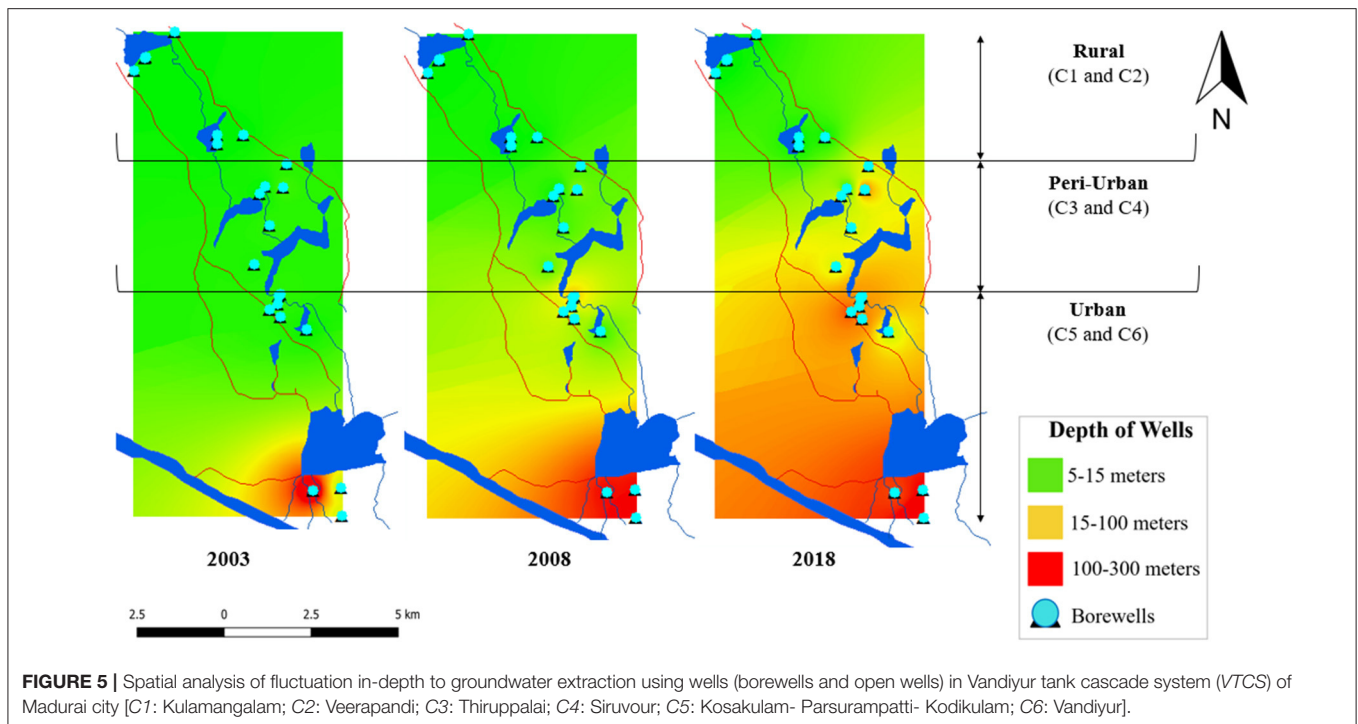 Rural
(C1 and C2)
N
Peri-Urban
(C3 and C4)
Urban
(C5 and C6)
Depth of Wells
5-15 meters
15-100 meters
100-300 meters
Borewells
2003
2008
2018
2.5 0 2.5 5 km
FIGURE 5 | Spatial analysis of fluctuation in-depth to groundwater extraction using wells (borewells and open wells) in Vandiyur tank cascade system (VTCS) of
Madurai city [C1: Kulamangalam; C2: Veerapandi; C3: Thiruppalai; C4: Siruvour; C5: Kosakulam- Parsurampatti- Kodikulam; C6: Vandiyur].